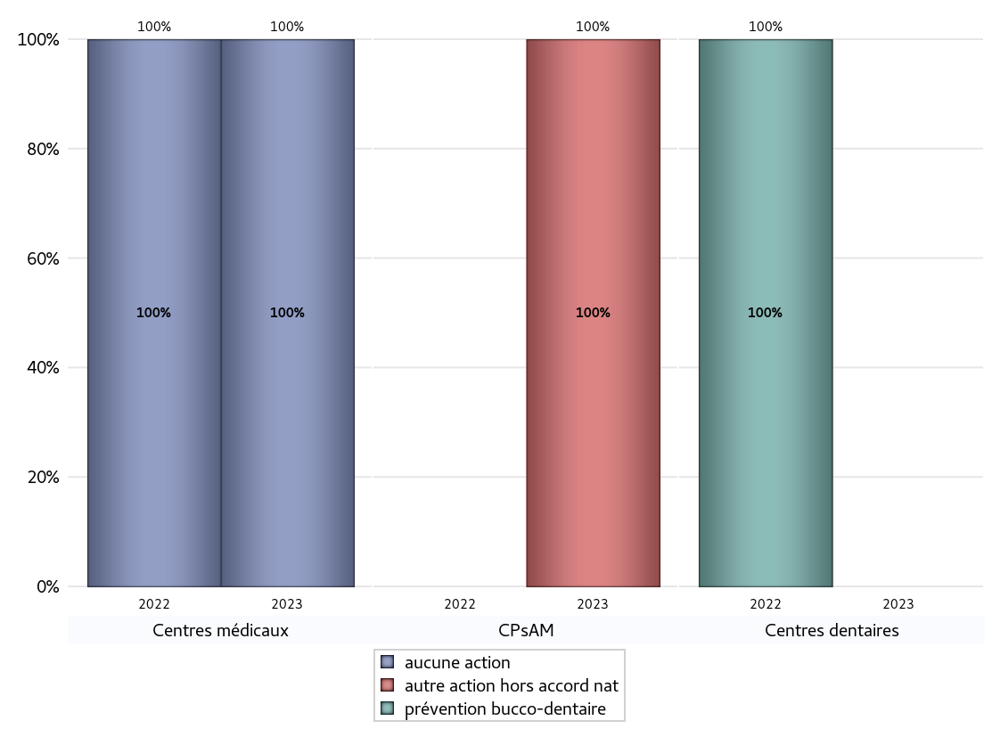 100% 100% 100% 100%
100%
80%
60%
100% 100% 100% 100%
40%
20%
0%
2022 2023 2022 2023 2022 2023
Centres médicaux CPsAM Centres dentaires
aucune action
autre action hors accord nat
prévention bucco-dentaire